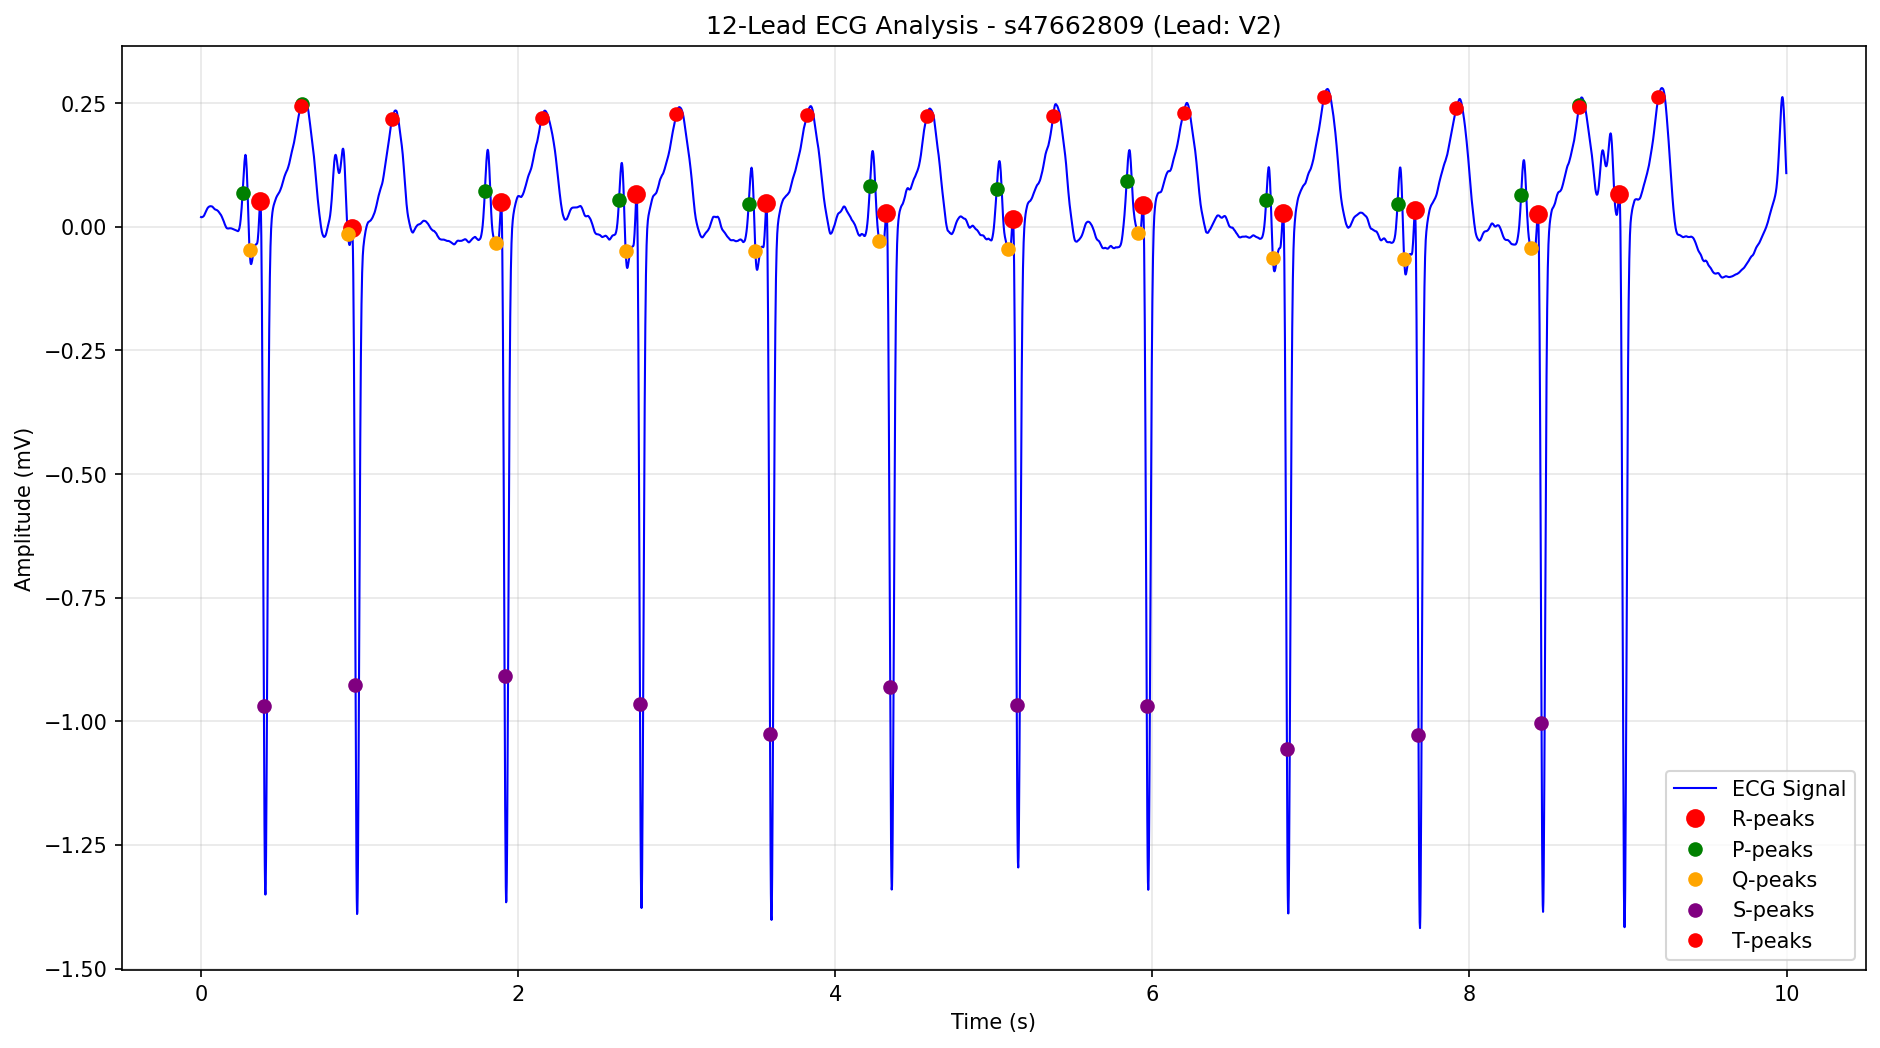 12-Lead ECG Analysis - s47662809 (Lead: V2)
Amplitude (mV)
0.25
0.00
−0.25
−0.50
−0.75
−1.00
−1.25
−1.50
ECG Signal
R-peaks
P-peaks
Q-peaks
S-peaks
T-peaks
0 2 4 6 8 10
Time (s)